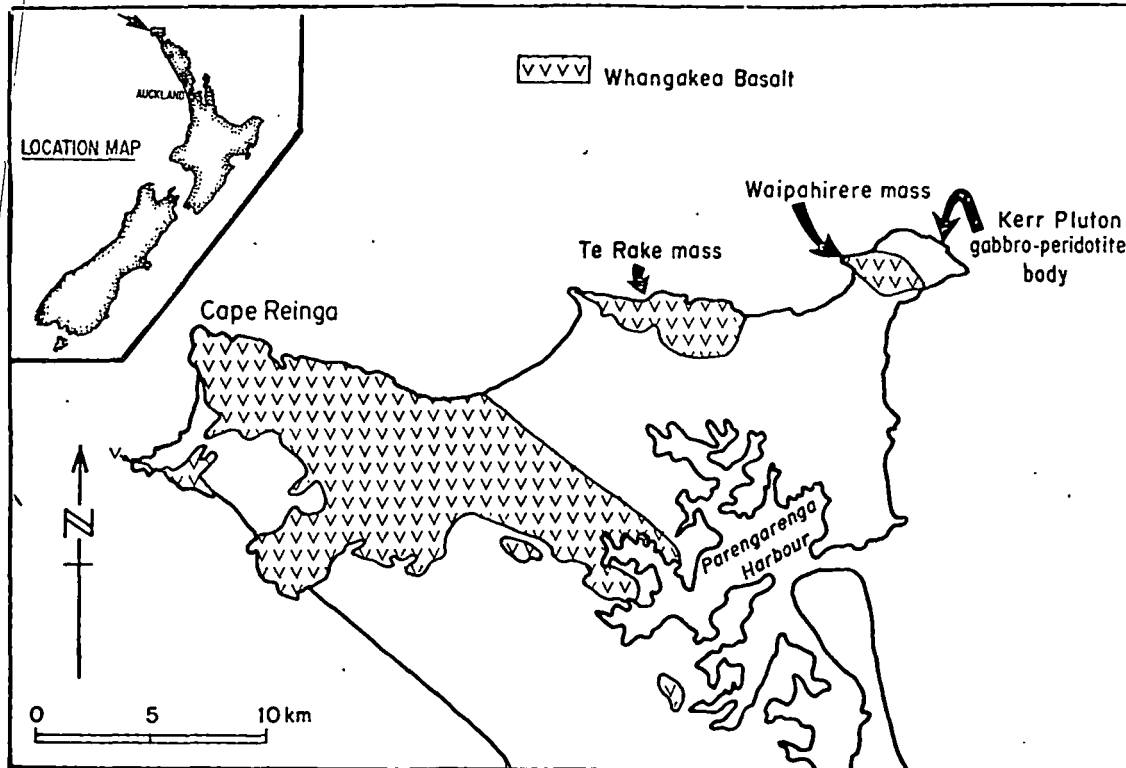 AUCKLAND
LOCATION MAP
V V V V Whangakea Basalt
Waipahirere mass
Kerr Pluton
gabbro-peridotite
body
Te Rake mass
Cape Reinga
N
Parengarenga
Harbour
0 5 10 km